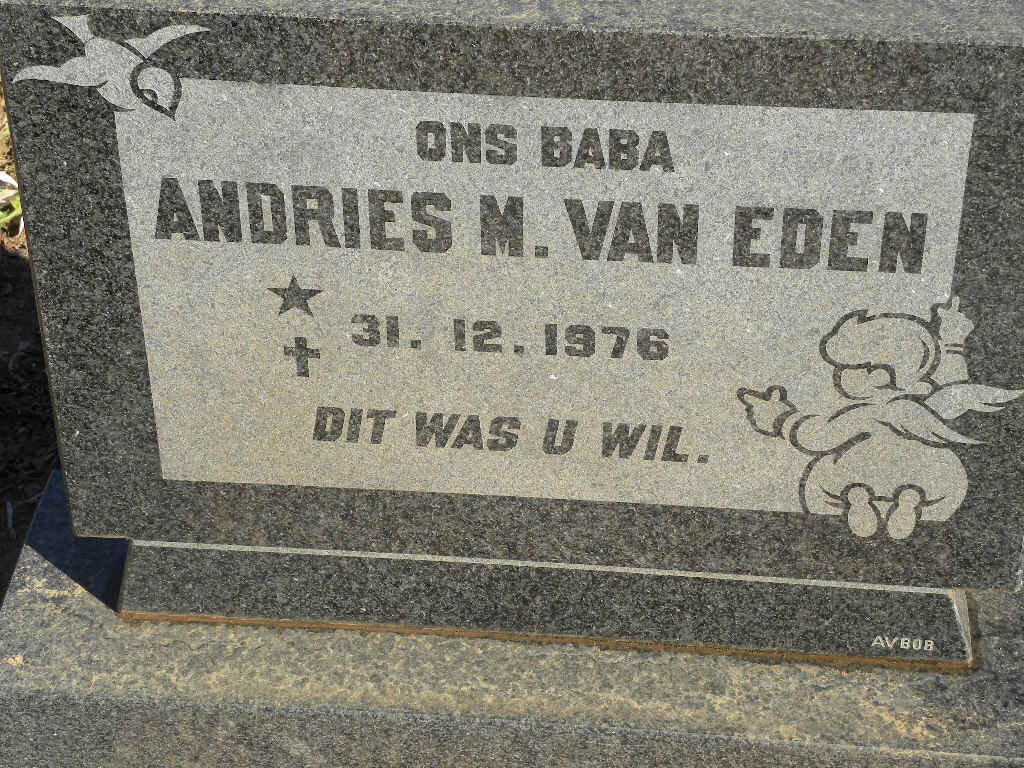 ONS BABA
ANDRIES M. VAN EDEN
31. 12. 1976
DIT WAS U WIL.
AVBOB